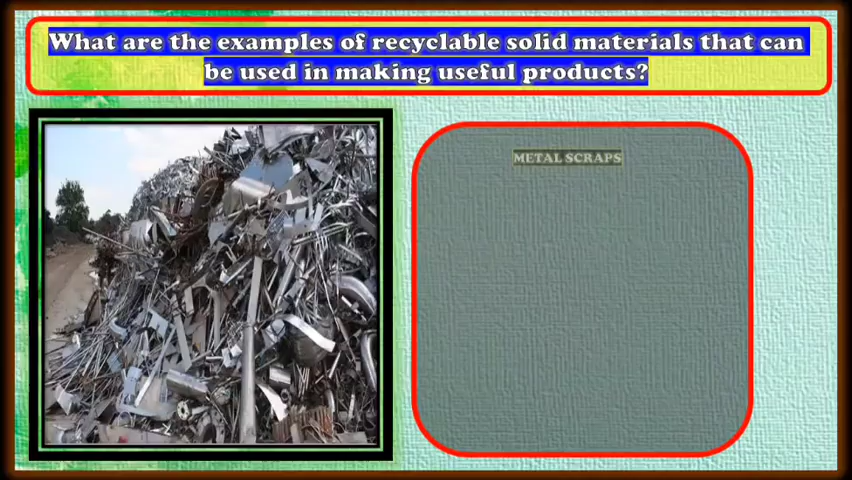 What are the examples of recyclable solid materials that can
be used in making useful products?
METAL SCRAPS